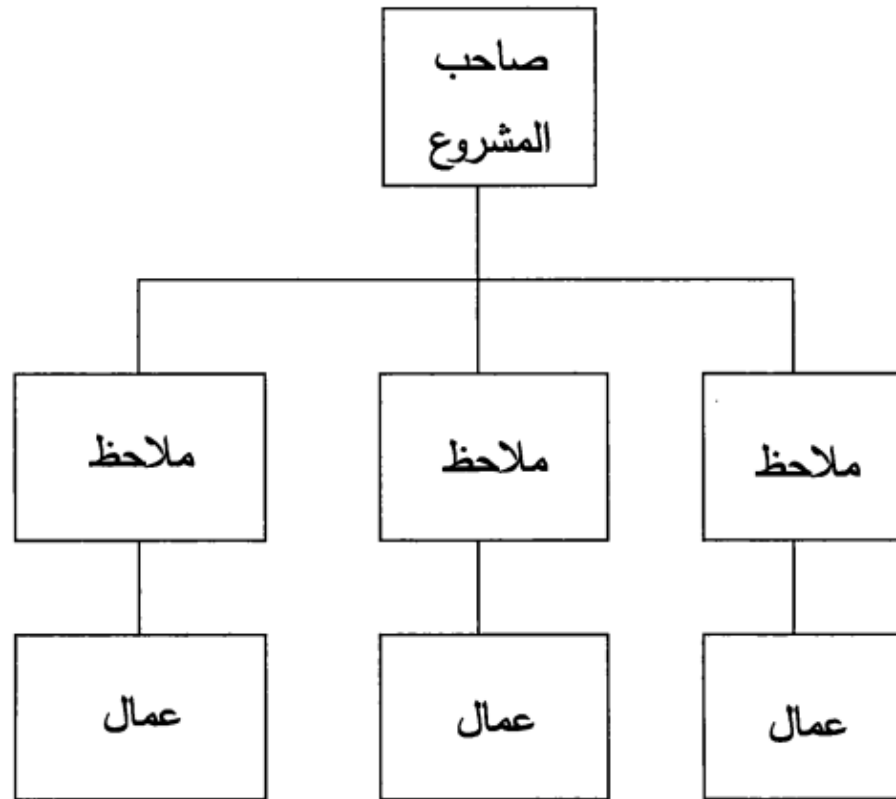 صاحب
المشروع
ملاحظ
ملاحظ
ملاحظ
عمال
عمال
عمال